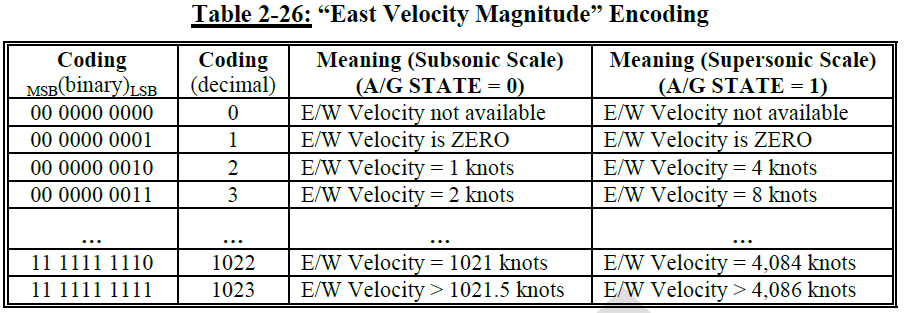 Table 2-26: “East Velocity Magnitude” Encoding
Coding Coding Meaning (Subsonic Scale) Meaning (Supersonic Scale)
MSB(binary)LSB (decimal) (A/G STATE = 0) (A/G STATE = 1)
00 0000 0000 0 E/W Velocity not available E/W Velocity not available
00 0000 0001 1 E/W Velocity is ZERO E/W Velocity is ZERO
00 0000 0010 2 E/W Velocity = 1 knots E/W Velocity = 4 knots
00 0000 0011 3 E/W Velocity = 2 knots E/W Velocity = 8 knots
... ... ... ...
11 1111 1110 1022 E/W Velocity = 1021 knots E/W Velocity = 4,084 knots
11 1111 1111 1023 E/W Velocity > 1021.5 knots E/W Velocity > 4,086 knots